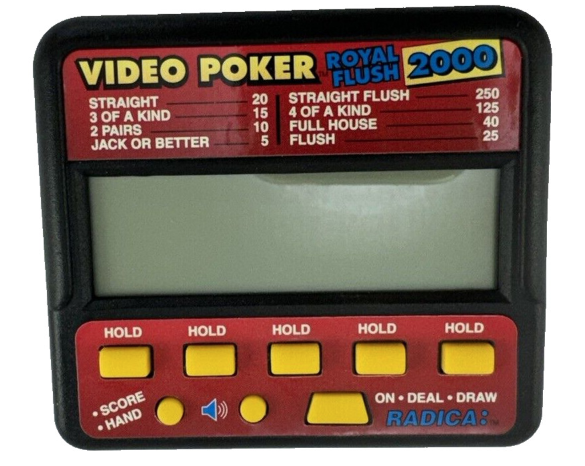 VIDEO POKER™ ROYAL FLUSH 2000
STRAIGHT 20
3 OF A KIND 15
2 PAIRS 10
JACK OR BETTER 5
STRAIGHT FLUSH 250
4 OF A KIND 125
FULL HOUSE 40
FLUSH 25
HOLD HOLD HOLD HOLD HOLD
• SCORE
• HAND
ON • DEAL • DRAW
RADICA:™